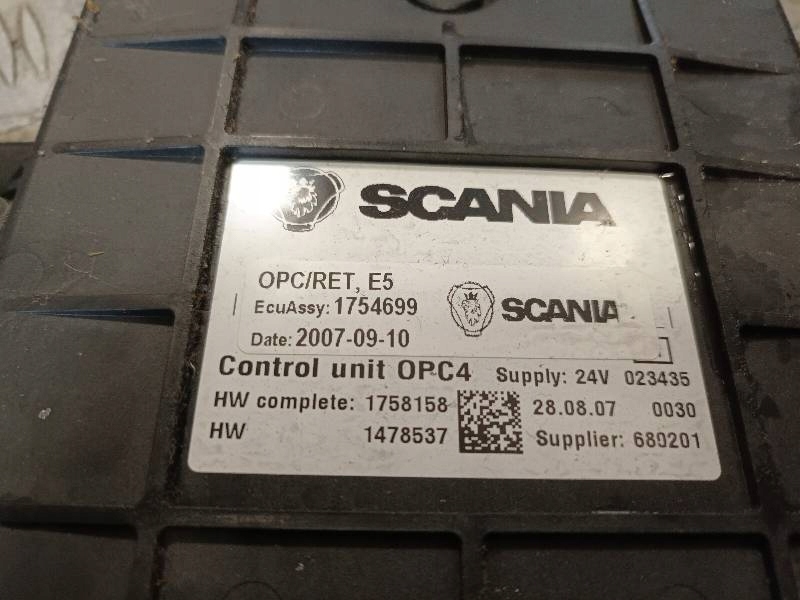 SCANIA
OPC/RET, E5
EcuAssy: 1754699
SCANIA
Date: 2007-09-10
Control unit OPC4 Supply: 24V 023435
HW complete: 1758158 28.08.07 0030
HW 1478537 Supplier: 680201